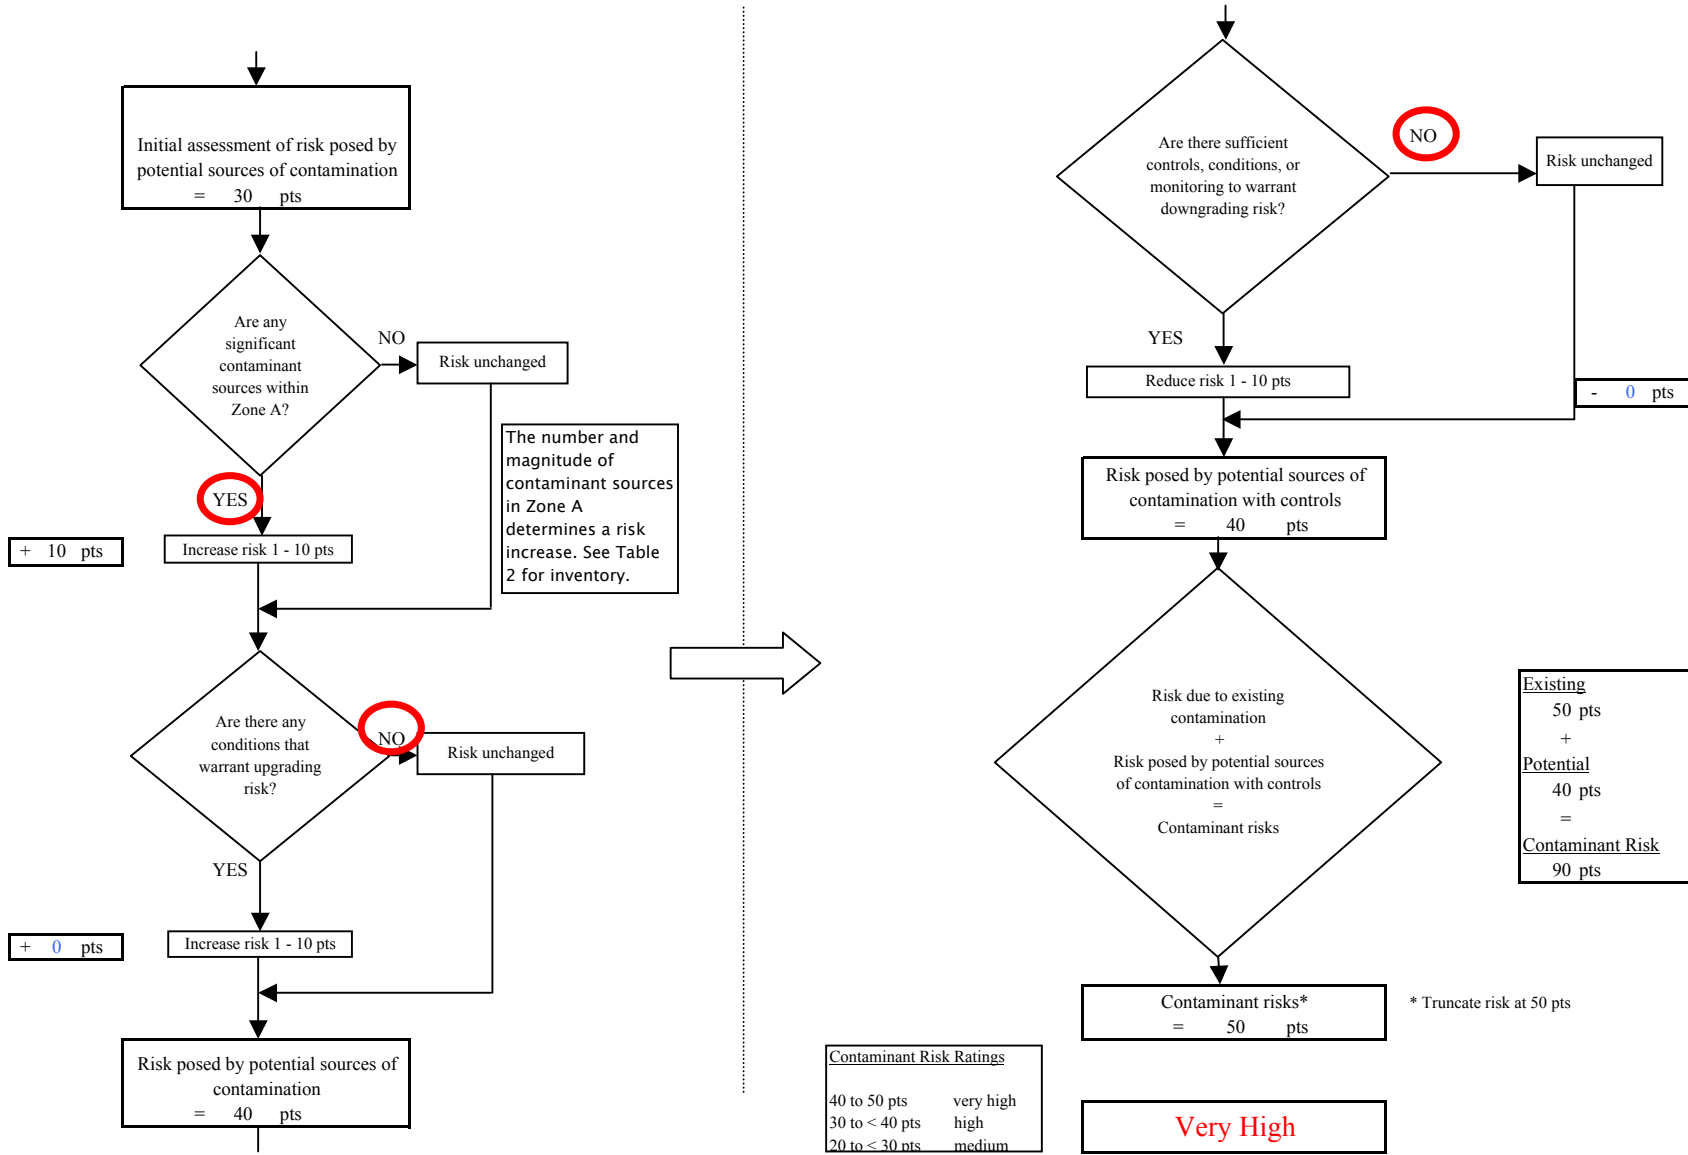 Initial assessment of risk posed by
potential sources of contamination
= 30 pts
Are any
significant
contaminant
sources within
Zone A?
NO
Risk unchanged
The number and
magnitude of
contaminant sources
in Zone A
determines a risk
increase. See Table
2 for inventory.
YES
+ 10 pts
Increase risk 1 - 10 pts
Are there any
conditions that
warrant upgrading
risk?
NO
Risk unchanged
YES
+ 0 pts
Increase risk 1 - 10 pts
Risk posed by potential sources of
contamination
= 40 pts
Are there sufficient
controls, conditions, or
monitoring to warrant
downgrading risk?
NO
Risk unchanged
YES
Reduce risk 1 - 10 pts
- 0 pts
Risk posed by potential sources of
contamination with controls
= 40 pts
Risk due to existing
contamination
+
Risk posed by potential sources
of contamination with controls
=
Contaminant risks
Existing
50 pts
+
Potential
40 pts
=
Contaminant Risk
90 pts
Contaminant risks*
= 50 pts
* Truncate risk at 50 pts
Contaminant Risk Ratings
40 to 50 pts very high
30 to < 40 pts high
20 to < 30 pts medium
Very High